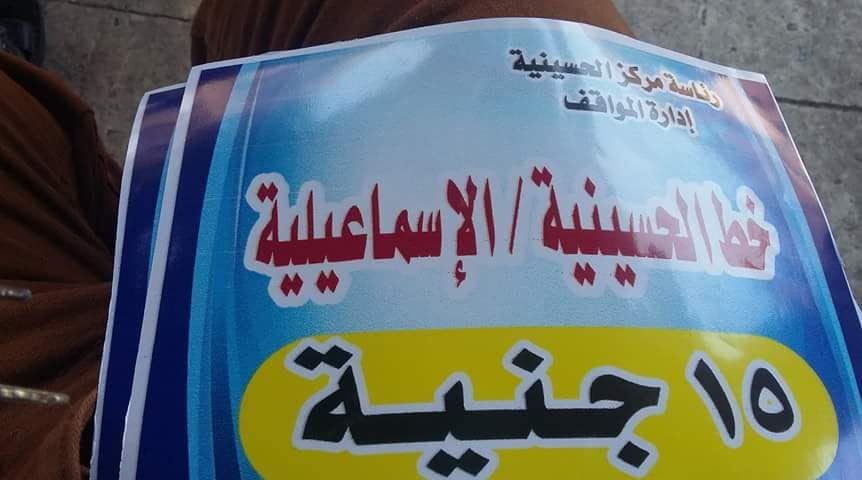 رئاسة مركز الحسينية
إدارة المواقف
خط الحسينية / الإسماعيلية
١٥ جنية